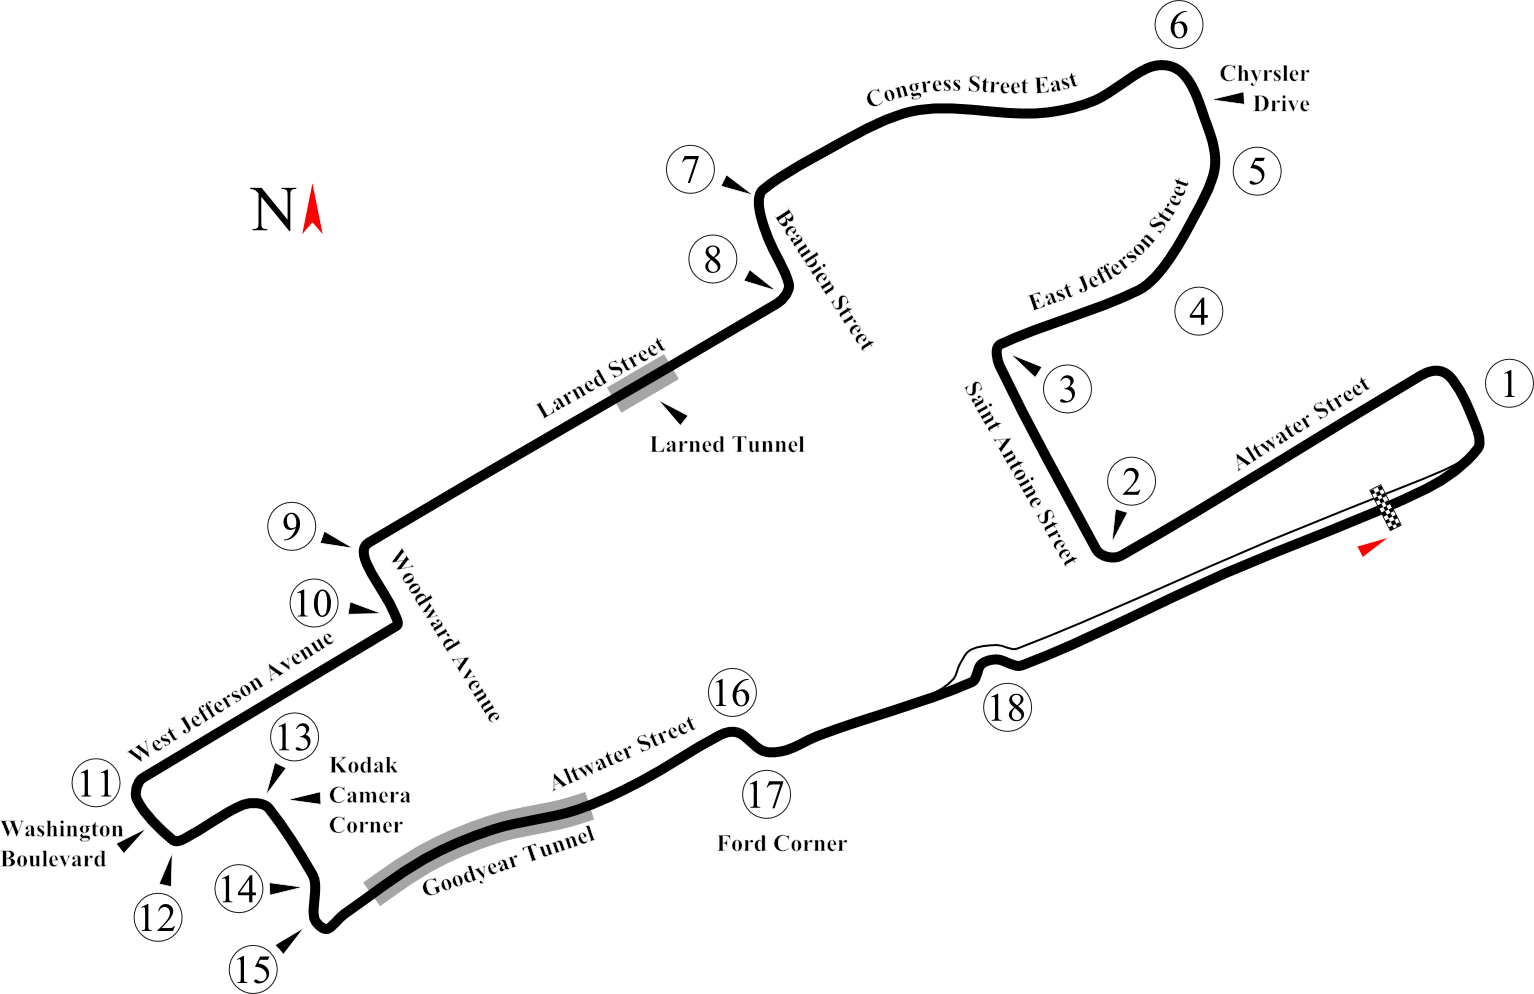 6
Chyrsler
Drive
Congress Street East
7
5
N
East Jefferson Street
Beaubien Street
8
4
Larned Street
3
1
Saint Antoine Street
Altwater Street
Larned Tunnel
2
9
Woodward Avenue
10
West Jefferson Avenue
16
18
13
Altwater Street
11
Kodak
Camera
Corner
17
Washington
Boulevard
Ford Corner
Goodyear Tunnel
14
12
15